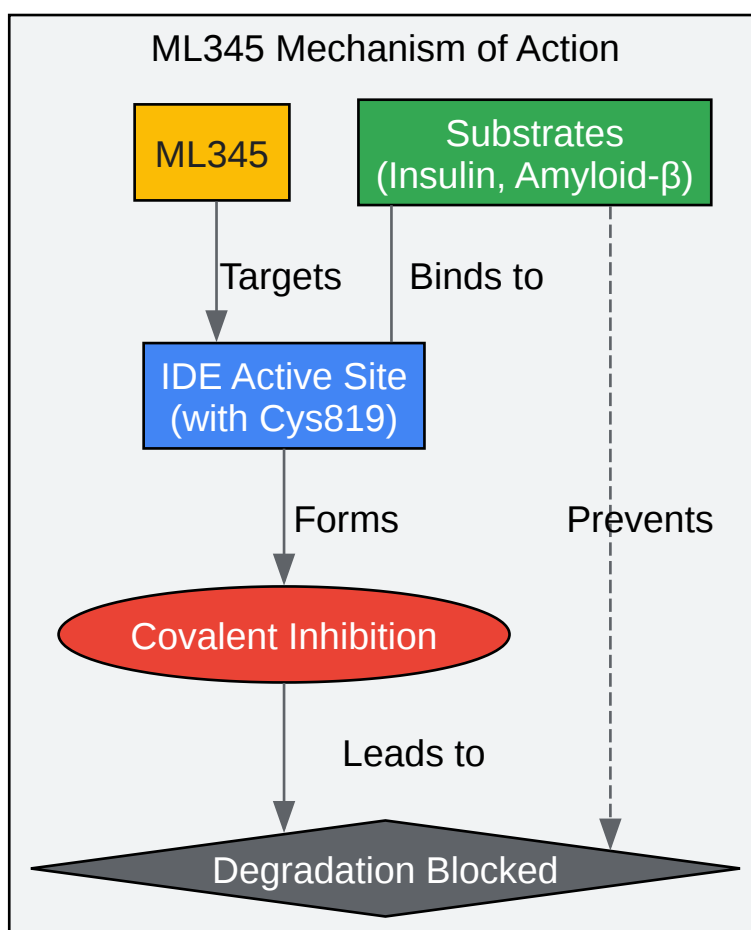 ML345 Mechanism of Action
ML345
Substrates
(Insulin, Amyloid-β)
Targets
Binds to
IDE Active Site
(with Cys819)
Forms
Prevents
Covalent Inhibition
Leads to
Degradation Blocked